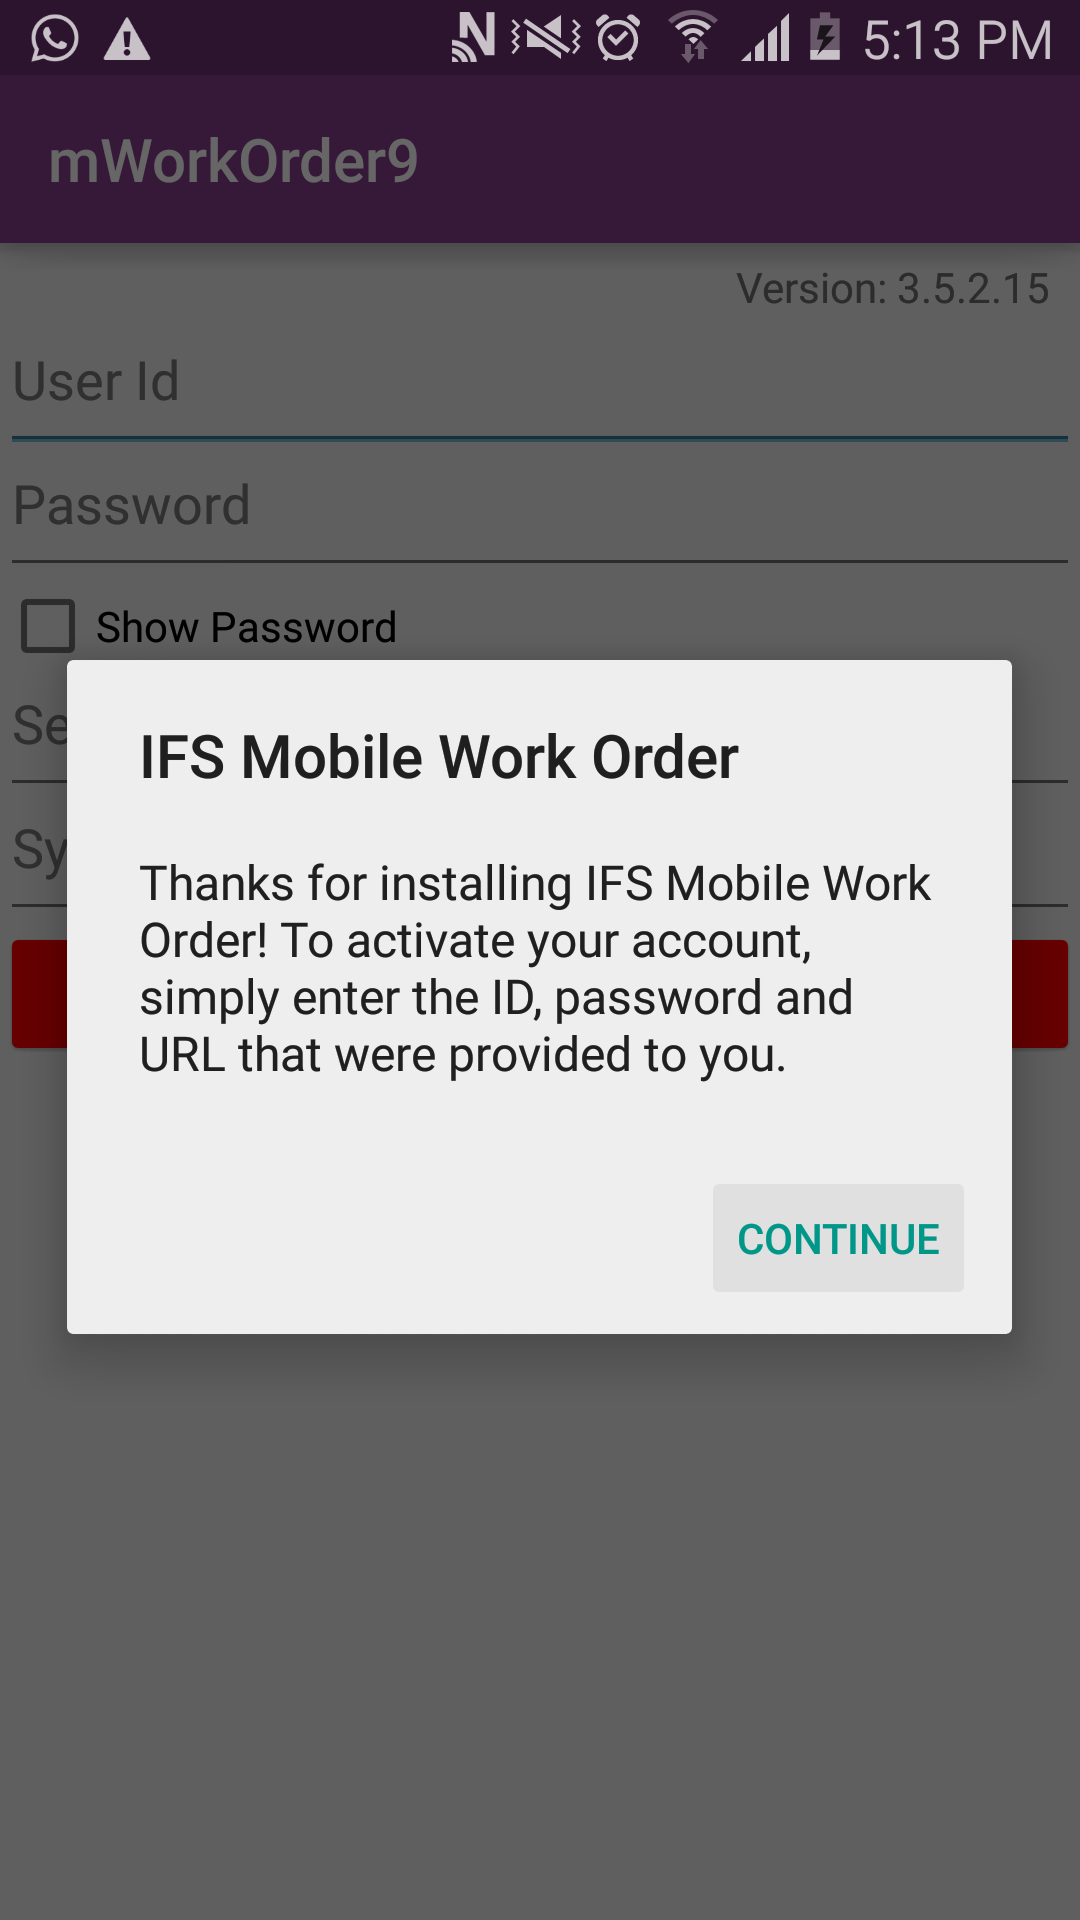 5:13 PM
mWorkOrder9
Version: 3.5.2.15
User Id
Password
Show Password
IFS Mobile Work Order
Thanks for installing IFS Mobile Work
Order! To activate your account,
simply enter the ID, password and
URL that were provided to you.
CONTINUE